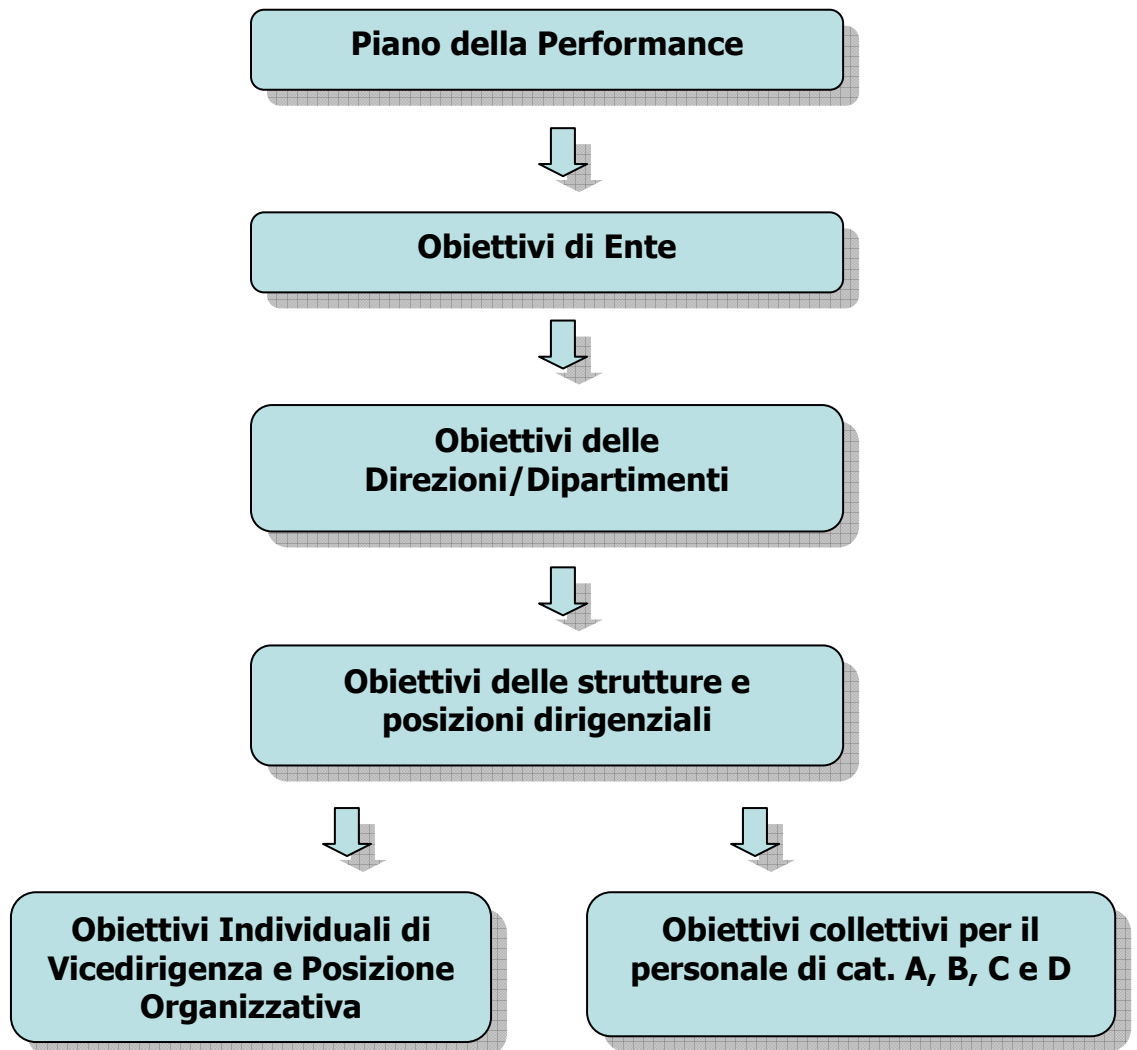 Piano della Performance
Obiettivi di Ente
Obiettivi delle
Direzioni/Dipartimenti
Obiettivi delle strutture e
posizioni dirigenziali
Obiettivi Individuali di
Vicedirigenza e Posizione
Organizzativa
Obiettivi collettivi per il
personale di cat. A, B, C e D